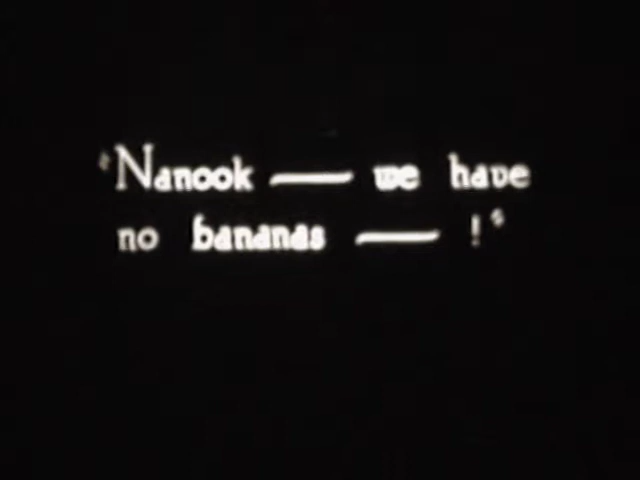 "Nanook — we have
no bananas — !"